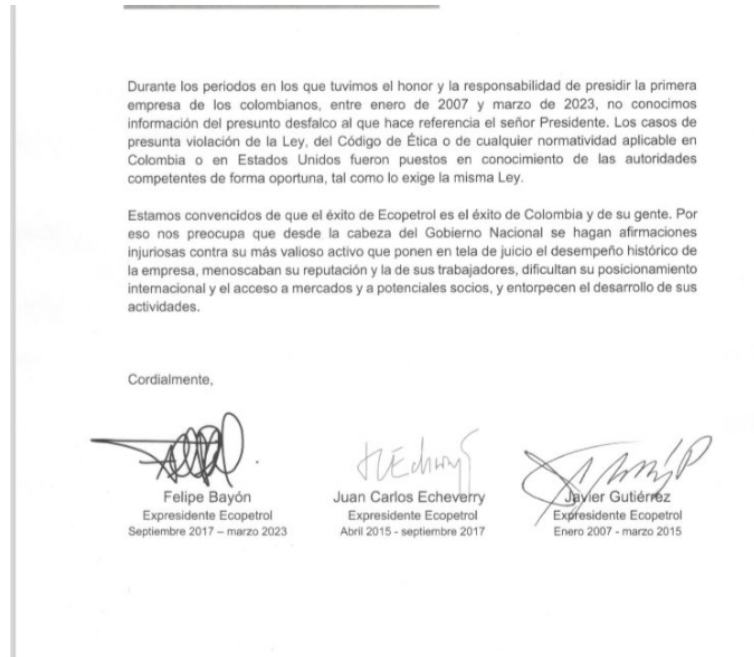 Durante los periodos en los que tuvimos el honor y la responsabilidad de presidir la primera
empresa de los colombianos, entre enero de 2007 y marzo de 2023, no conocimos
información del presunto desfalco al que hace referencia el señor Presidente. Los casos de
presunta violación de la Ley, del Código de Ética o de cualquier normatividad aplicable en
Colombia o en Estados Unidos fueron puestos en conocimiento de las autoridades
competentes de forma oportuna, tal como lo exige la misma Ley.
Estamos convencidos de que el éxito de Ecopetrol es el éxito de Colombia y de su gente. Por
eso nos preocupa que desde la cabeza del Gobierno Nacional se hagan afirmaciones
injuriosas contra su más valioso activo que ponen en tela de juicio el desempeño histórico de
la empresa, menoscaban su reputación y la de sus trabajadores, dificultan su posicionamiento
internacional y el acceso a mercados y a potenciales socios, y entorpecen el desarrollo de sus
actividades.
Cordialmente,
Felipe Bayón
Expresidente Ecopetrol
Septiembre 2017 – marzo 2023
Juan Carlos Echeverry
Expresidente Ecopetrol
Abril 2015 - septiembre 2017
Javier Gutiérrez
Expresidente Ecopetrol
Enero 2007 - marzo 2015